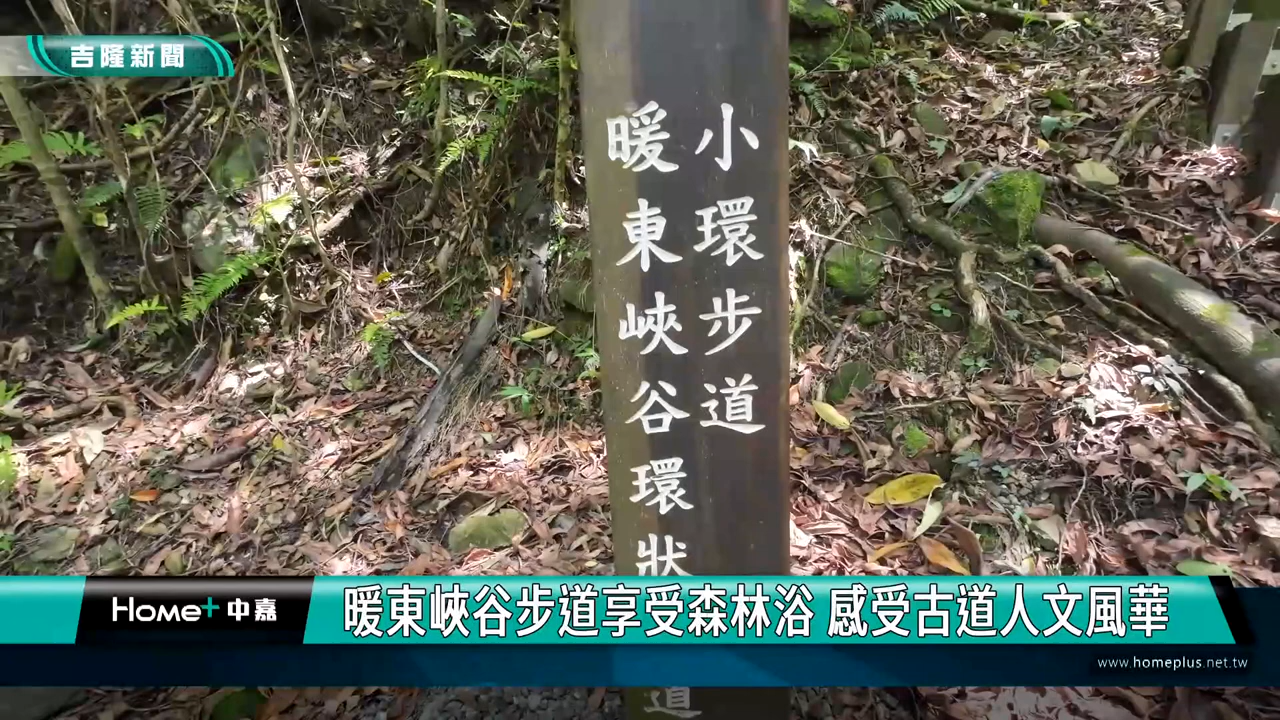 吉隆新聞
小環步道
暖東峽谷環狀
道
Home+中嘉
暖東峽谷步道享受森林浴 感受古道人文風華
www.homeplus.net.tw